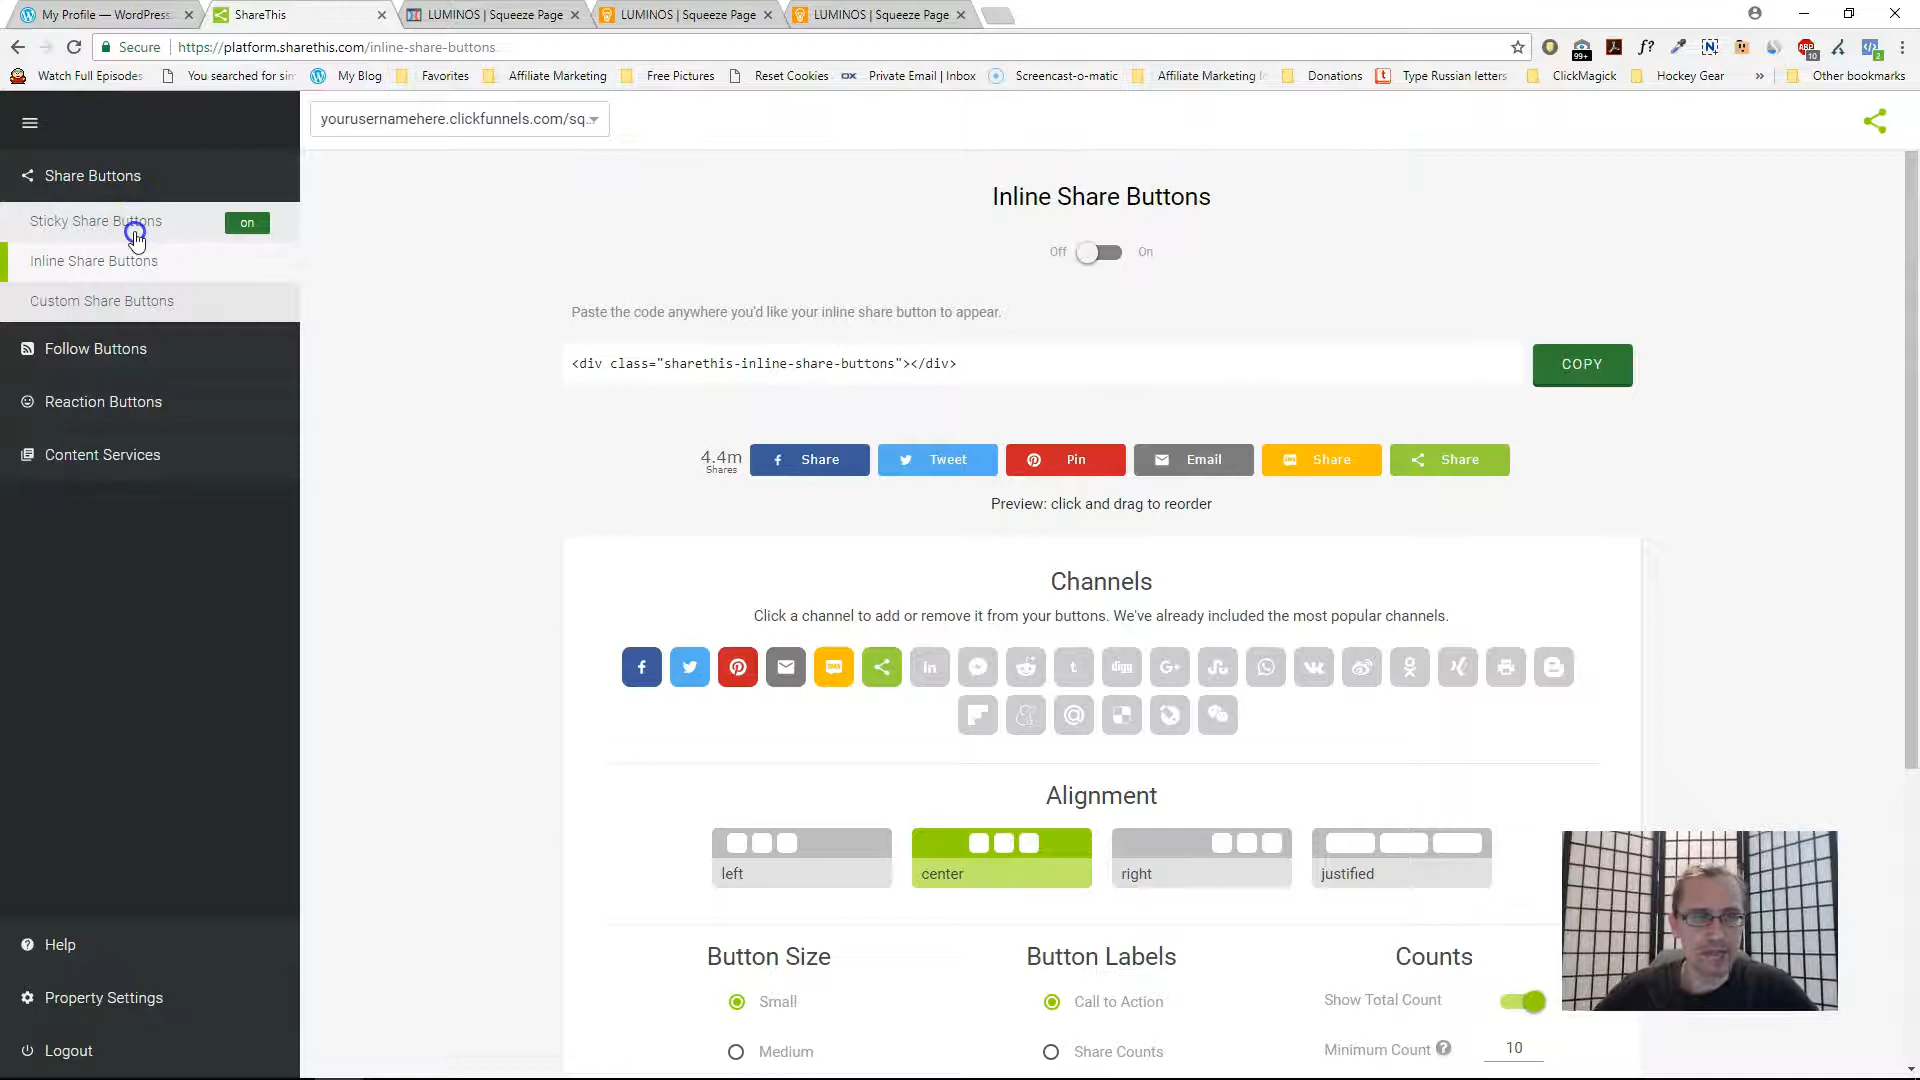 My Profile — WordPress
ShareThis
LUMINOS | Squeeze Page
LUMINOS | Squeeze Page
LUMINOS | Squeeze Page
Secure
https://platform.sharethis.com/inline-share-buttons
f?
99+
N
ABP
10
2
Watch Full Episodes
You searched for sin
My Blog
Favorites
Affiliate Marketing
Free Pictures
Reset Cookies
OX
Private Email | Inbox
Screencast-o-matic
Affiliate Marketing
Donations
t
Type Russian letters
ClickMagick
Hockey Gear
»
Other bookmarks
yourusernamehere.clickfunnels.com/sq...
Share Buttons
Sticky Share Buttons
on
Inline Share Buttons
Custom Share Buttons
Follow Buttons
Reaction Buttons
Content Services
Help
Property Settings
Logout
Inline Share Buttons
Off
On
Paste the code anywhere you'd like your inline share button to appear.
<div class="sharethis-inline-share-buttons"></div>
COPY
4.4m
Shares
Share
Tweet
Pin
Email
Share
Share
Preview: click and drag to reorder
Channels
Click a channel to add or remove it from your buttons. We've already included the most popular channels.
Alignment
left
center
right
justified
Button Size
Small
Medium
Button Labels
Call to Action
Share Counts
Counts
Show Total Count
Minimum Count
10